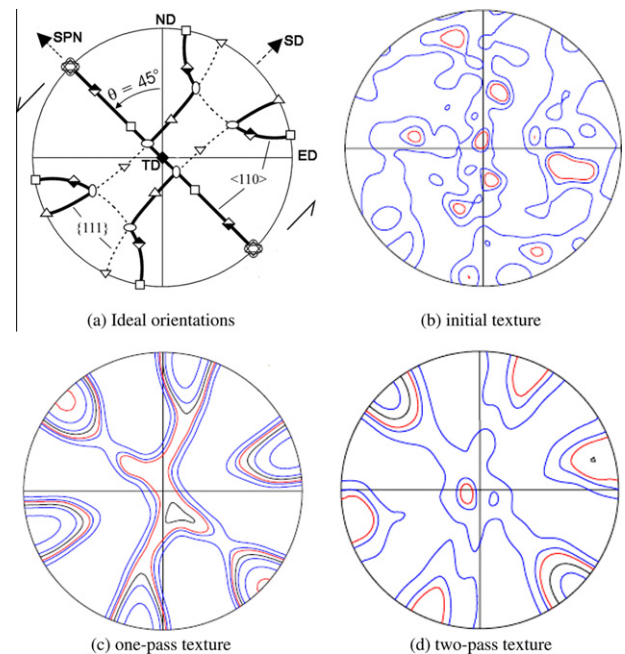 ND
SPN
SD
θ = 45°
TD
ED
<110>
{111}
(a) Ideal orientations
(b) initial texture
(c) one-pass texture
(d) two-pass texture